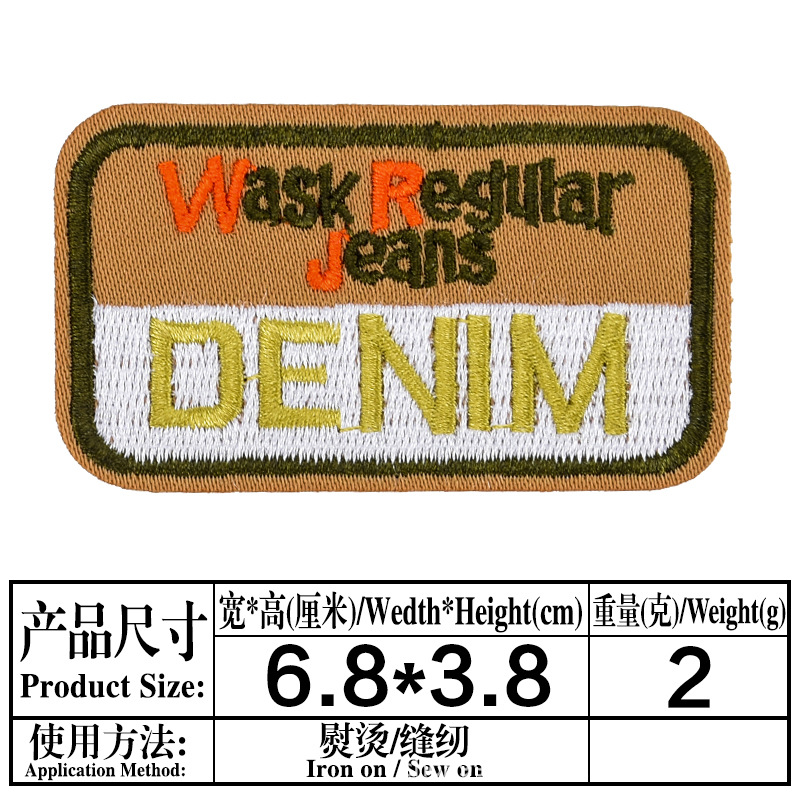 Wask Regular
Jeans
DENIM
产品尺寸
Product Size:
宽*高(厘米)/Wedth*Height(cm)
重量(克)/Weight(g)
6.8*3.8
2
使用方法:
Application Method:
熨烫/缝纫
Iron on / Sew on